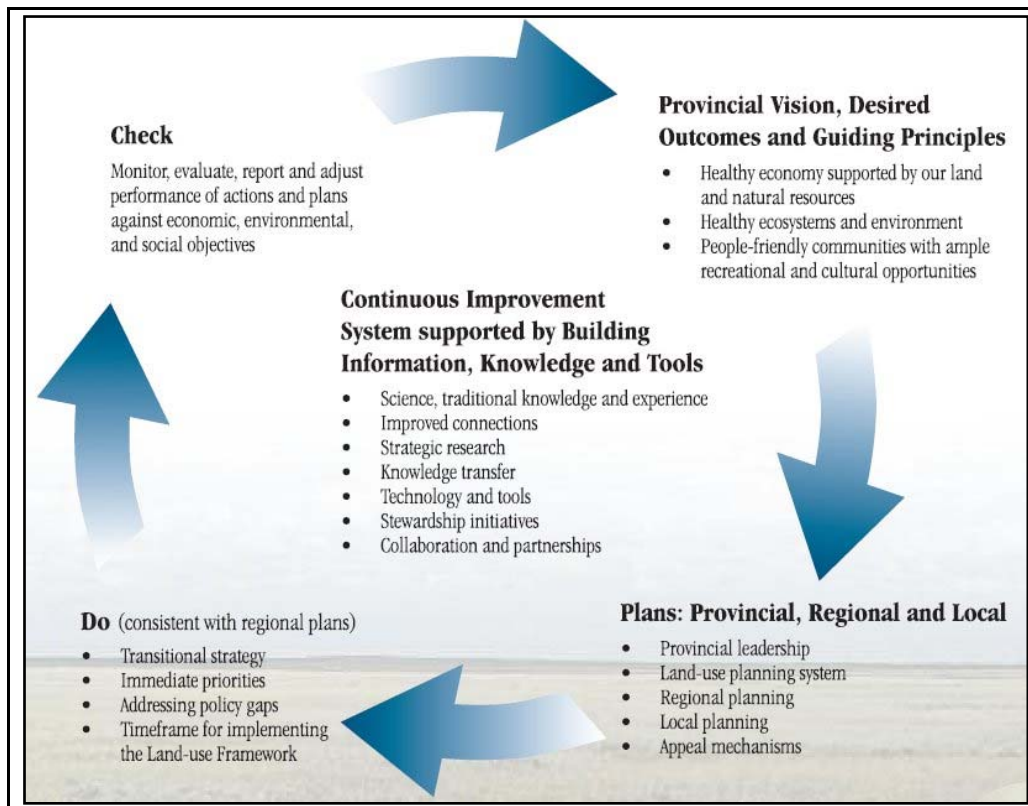 Check
Monitor, evaluate, report and adjust
performance of actions and plans
against economic, environmental,
and social objectives
Provincial Vision, Desired
Outcomes and Guiding Principles
• Healthy economy supported by our land
and natural resources
• Healthy ecosystems and environment
• People-friendly communities with ample
recreational and cultural opportunities
Continuous Improvement
System supported by Building
Information, Knowledge and Tools
• Science, traditional knowledge and experience
• Improved connections
• Strategic research
• Knowledge transfer
• Technology and tools
• Stewardship initiatives
• Collaboration and partnerships
Plans: Provincial, Regional and Local
• Provincial leadership
• Land-use planning system
• Regional planning
• Local planning
• Appeal mechanisms
Do (consistent with regional plans)
• Transitional strategy
• Immediate priorities
• Addressing policy gaps
• Timeframe for implementing
the Land-use Framework